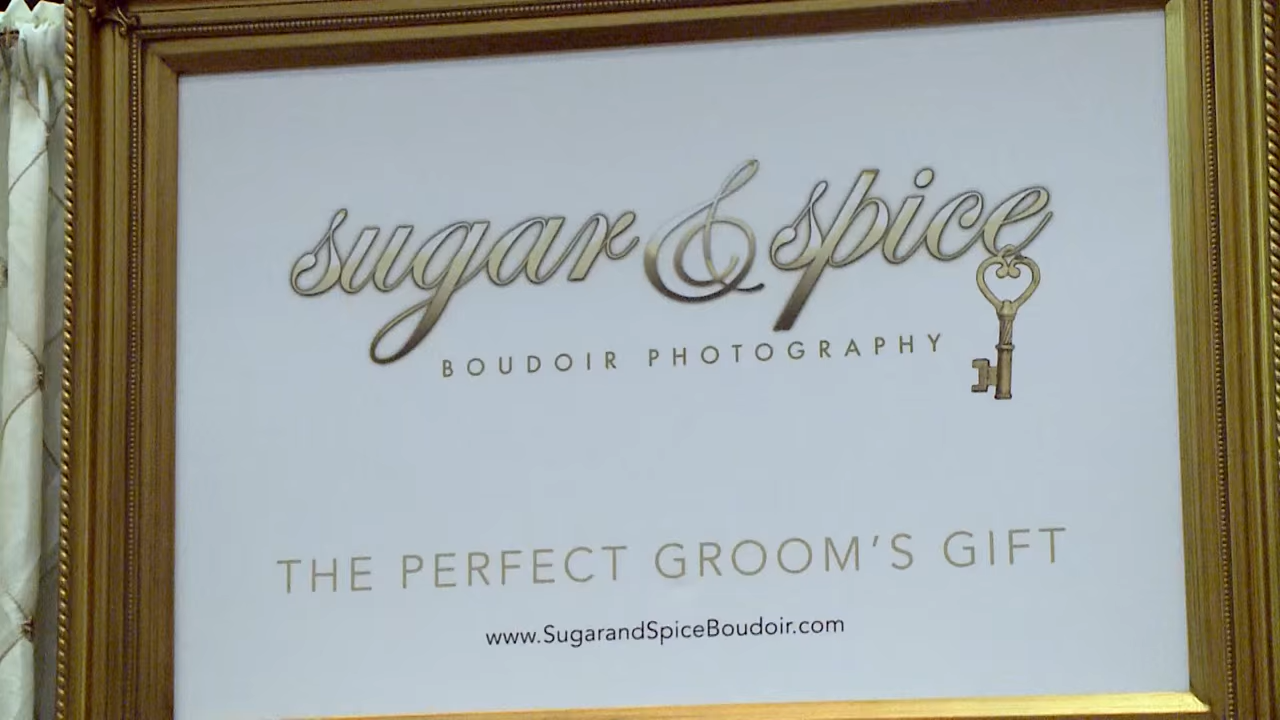 sugar & spice
BOUDOIR PHOTOGRAPHY
THE PERFECT GROOM'S GIFT
www.SugarandSpiceBoudoir.com